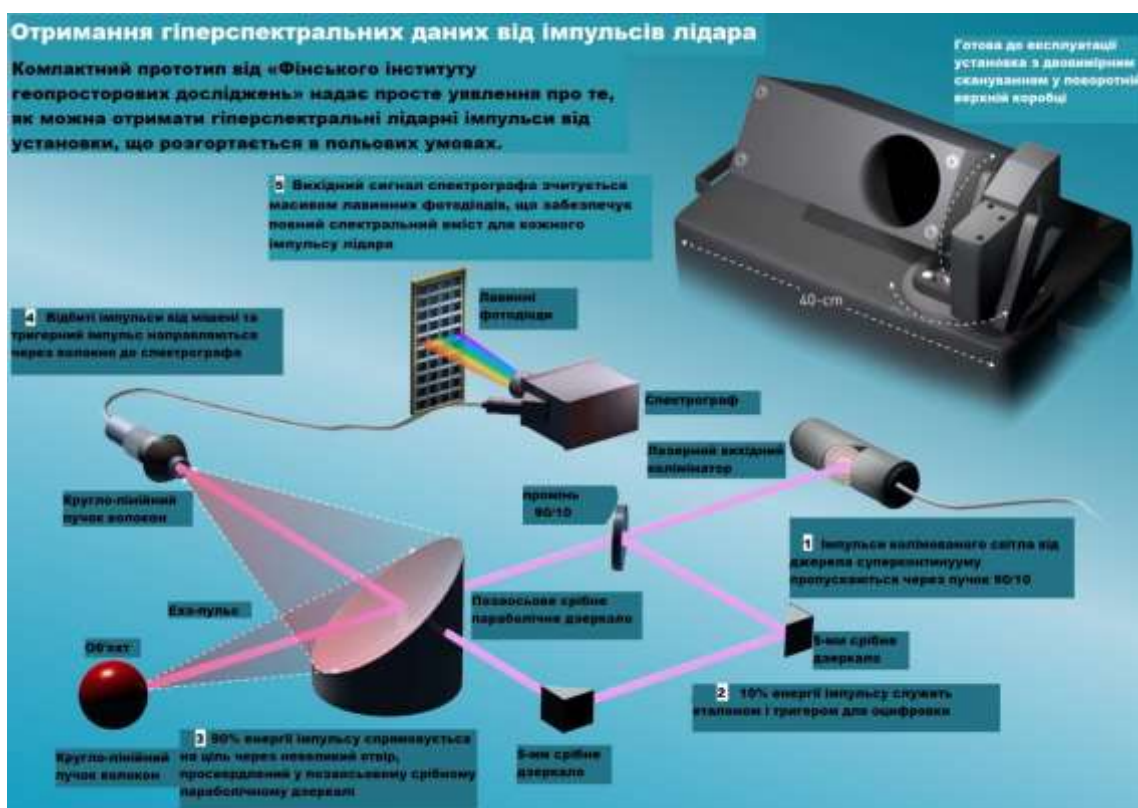 Отримання гіперспектральних даних від імпульсів лідара
Компактний прототип від «Фінського інституту
геопросторових досліджень» надає просте уявлення про те,
як можна отримати гіперспектральні лідарні імпульси від
установки, що розгортається в польових умовах.
Готова до експлуатації
установка з двовимірним
скануванням у поворотній
верхній коробці
5 Вихідний сигнал спектрографа зчитується
масивом лавинних фотодіодів, що забезпечук
повний спектральний вміст для кожного
імпульсу лідара
40-cm
Лавинні
фотодіоди
4 Відбиті імпульси від мішені та
тригерний імпульс направляються
через волокно до спектрографа
Спектрограф
Лазерний вихідний
колімінатор
Кругло-лінійний
пучок волокон
промінь
90/10
1 Імпульси колімованого світла від
джерела суперконтинууму
пропускаються через пучок 90/10
Ехо-пульс
Позвосьове срібне
параболічне дзеркало
5-мм срібне
дзеркало
Об'єкт
2 10% енергії імпульсу служить
еталоном і тригером для оцифровки
3 90% енергії імпульсу спрямовується
на ціль через невеликий отвір,
просвердлений у позвосьовому срібному
параболічному дзеркалі
Кругло-лінійний
пучок волокон
5-мм срібне
дзеркало